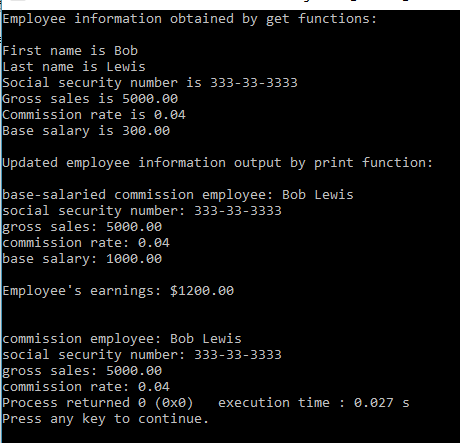 Employee information obtained by get functions:
First name is Bob
Last name is Lewis
Social security number is 333-33-3333
Gross sales is 5000.00
Commission rate is 0.04
Base salary is 300.00
Updated employee information output by print function:
base-salaried commission employee: Bob Lewis
social security number: 333-33-3333
gross sales: 5000.00
commission rate: 0.04
base salary: 1000.00
Employee's earnings: $1200.00
commission employee: Bob Lewis
social security number: 333-33-3333
gross sales: 5000.00
commission rate: 0.04
Process returned 0 (0x0)   execution time : 0.027 s
Press any key to continue.